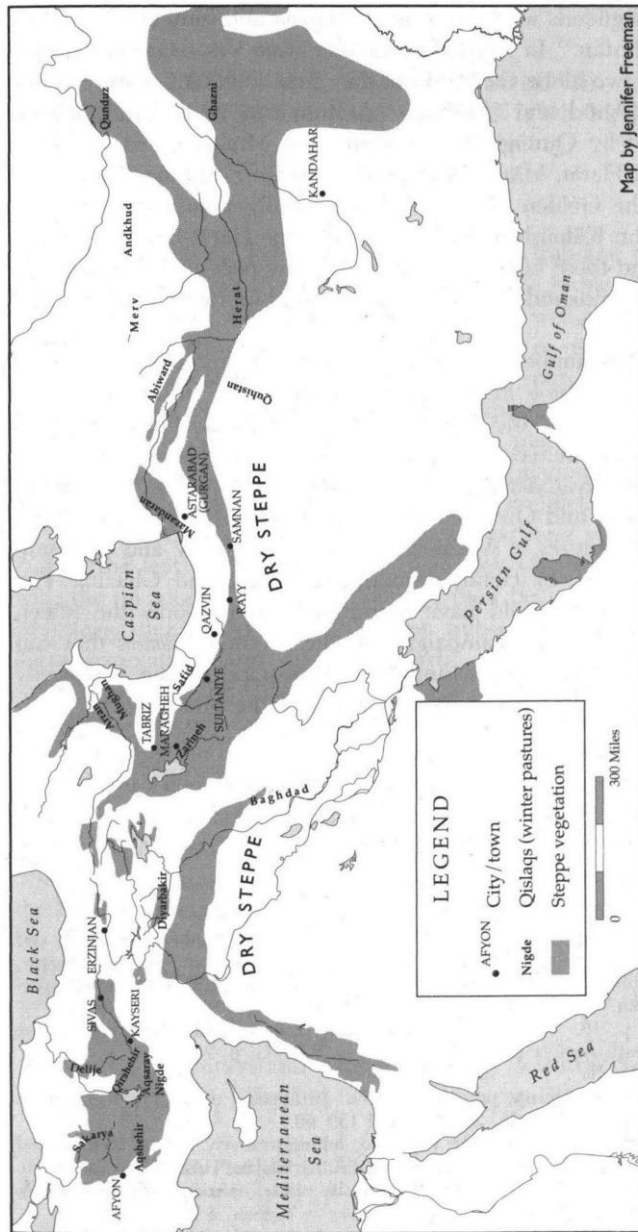 Black Sea
Caspian
Sea
Mediterranean
Sea
Red Sea
Persian Gulf
Gulf of Oman
DRY STEPPE
DRY STEPPE
AFYON
Aqshehir
Sakarya
Delije
Qirshehir
Aqsaray
Nigde
KAYSERI
SIVAS
ERZINJAN
Diyarbakir
Baghdad
Arran
Mughan
TABRIZ
MARAGHEH
Zarineh
Safid
SULTANIYE
QAZVIN
RAYY
SAMNAN
Mazandaran
ASTARABAD
(GURGAN)
Abiward
Quhistan
Merv
Andkhud
Herat
Qunduz
Ghazni
KANDAHAR
LEGEND
AFYON City/town
Nigde Qislaqs (winter pastures)
Steppe vegetation
0 300 Miles
Map by Jennifer Freeman